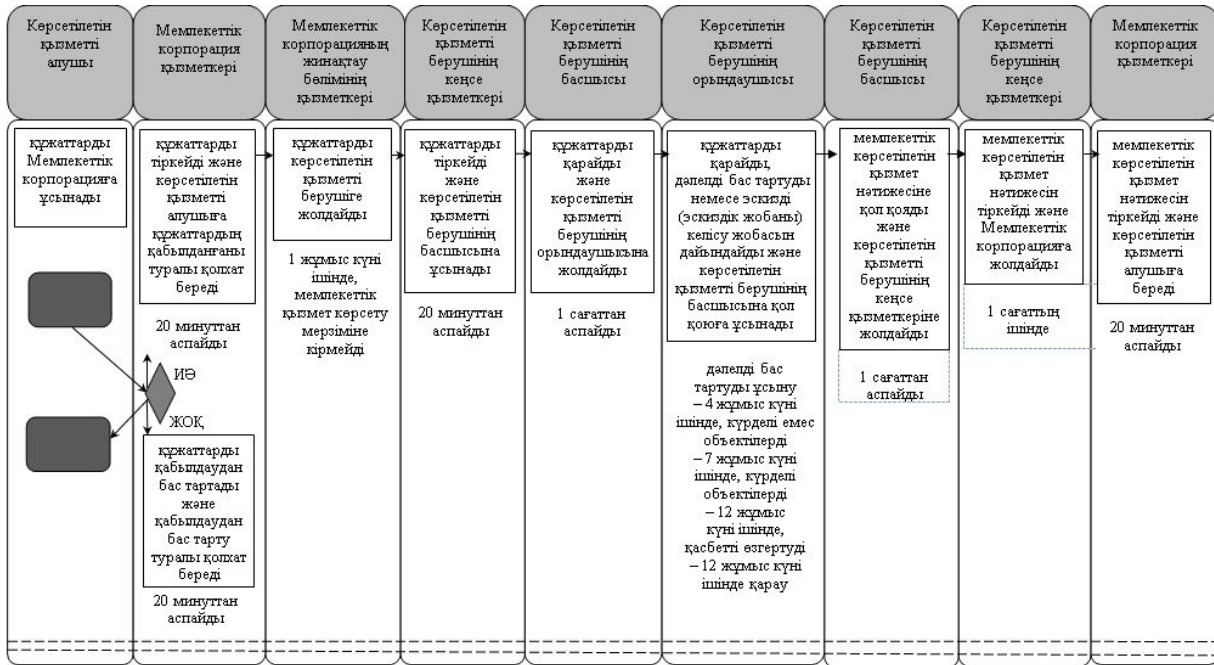 Көрсетілетін
қызметті
алушы
Мемлекеттік
корпорация
қызметкері
Мемлекеттік
корпорацияның
жинақтау
бөлімінің
қызметкері
Көрсетілетін
қызметті
берушінің
кеңсе
қызметкері
Көрсетілетін
қызметті
берушінің
басшысы
Көрсетілетін
қызметті
берушінің
орындаушысы
Көрсетілетін
қызметті
берушінің
басшысы
Көрсетілетін
қызметті
берушінің
кеңсе
қызметкері
Мемлекеттік
корпорация
қызметкері
құжаттарды
Мемлекеттік
корпорацияға
ұсынады
құжаттарды
тіркейді және
көрсетілетін
қызметті
алушыға
құжаттардың
қабылданғаны
туралы қолхат
береді
20 минуттан
аспайды
ИӘ
ЖОҚ
құжаттарды
қабылдаудан
бас тартады
және
қабылдаудан
бас тарту
туралы қолхат
береді
20 минуттан
аспайды
құжаттарды
көрсетілетін
қызметті
берушіге
жолдайды
1 жұмыс күні
ішінде,
мемлекеттік
қызмет көрсету
мерзіміне
кірмейді
құжаттарды
тіркейді
және
көрсетілетін
қызметті
берушінің
басшысына
ұсынады
20 минуттан
аспайды
құжаттарды
қарайды
және
көрсетілетін
қызметті
берушінің
орындаушысына
жолдайды
1 сағаттан
аспайды
құжаттарды
қарайды,
дәлелді бас тартуды
немесе эскизді
(эскиздік жобаны)
келісу жобасын
дайындайды және
көрсетілетін
қызметті берушінің
басшысына қол
қоюға ұсынады
дәлелді бас
тартуды ұсыну
– 4 жұмыс күні
ішінде, күрделі емес
объектілерді
– 7 жұмыс күні
ішінде, күрделі
объектілерді
– 12 жұмыс
күні ішінде,
қасбетті өзгертуді
– 12 жұмыс күні
ішінде қарау
мемлекеттік
көрсетілетін
қызмет
нәтижесіне
қол қояды
және
көрсетілетін
қызметті
берушінің
кеңсе
қызметкеріне
жолдайды
1 сағаттан
аспайды
мемлекеттік
көрсетілетін
қызмет
нәтижесін
тіркейді және
Мемлекеттік
корпорацияға
жолдайды
1 сағаттың
ішінде
мемлекеттік
көрсетілетін
қызмет
нәтижесін
тіркейді және
көрсетілетін
қызметті
алушыға
береді
20 минуттан
аспайды